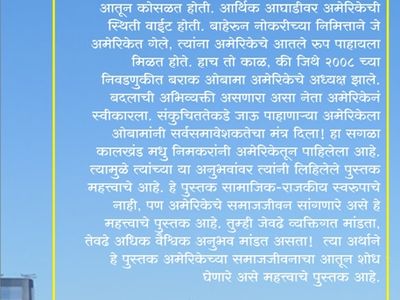 आतून कोसळत होती. आर्थिक आघाडीवर अमेरिकेची
स्थिती वाईट होती. बाहेरून नोकरीच्या निमित्ताने जे
अमेरिकेत गेले, त्यांना अमेरिकेचे आतले रुप पाहायला
मिळत होते. हाच तो काळ, की जिथे २००८ च्या
निवडणुकीत बराक ओबामा अमेरिकेचे अध्यक्ष झाले.
बदलाची अभिव्यक्ती असणारा असा नेता अमेरिकेनं
स्वीकारला. संकुचिततेकडे जाऊ पाहाणाऱ्या अमेरिकेला
ओबामांनी सर्वसमावेशकतेचा मंत्र दिला! हा सगळा
कालखंड मधु निमकरांनी अमेरिकेतून पाहिलेला आहे.
त्यामुळे त्यांच्या या अनुभवांवर त्यांनी लिहिलेले पुस्तक
महत्त्वाचे आहे. हे पुस्तक सामाजिक-राजकीय स्वरुपाचे
नाही, पण अमेरिकेचे समाजजीवन सांगणारे असे हे
महत्त्वाचे पुस्तक आहे. तुम्ही जेवढे व्यक्तिगत मांडता,
तेवढे अधिक वैश्विक अनुभव मांडत असता! त्या अर्थाने
हे पुस्तक अमेरिकेच्या समाजजीवनाचा आतून शोध
घेणारे असे महत्त्वाचे पुस्तक आहे.